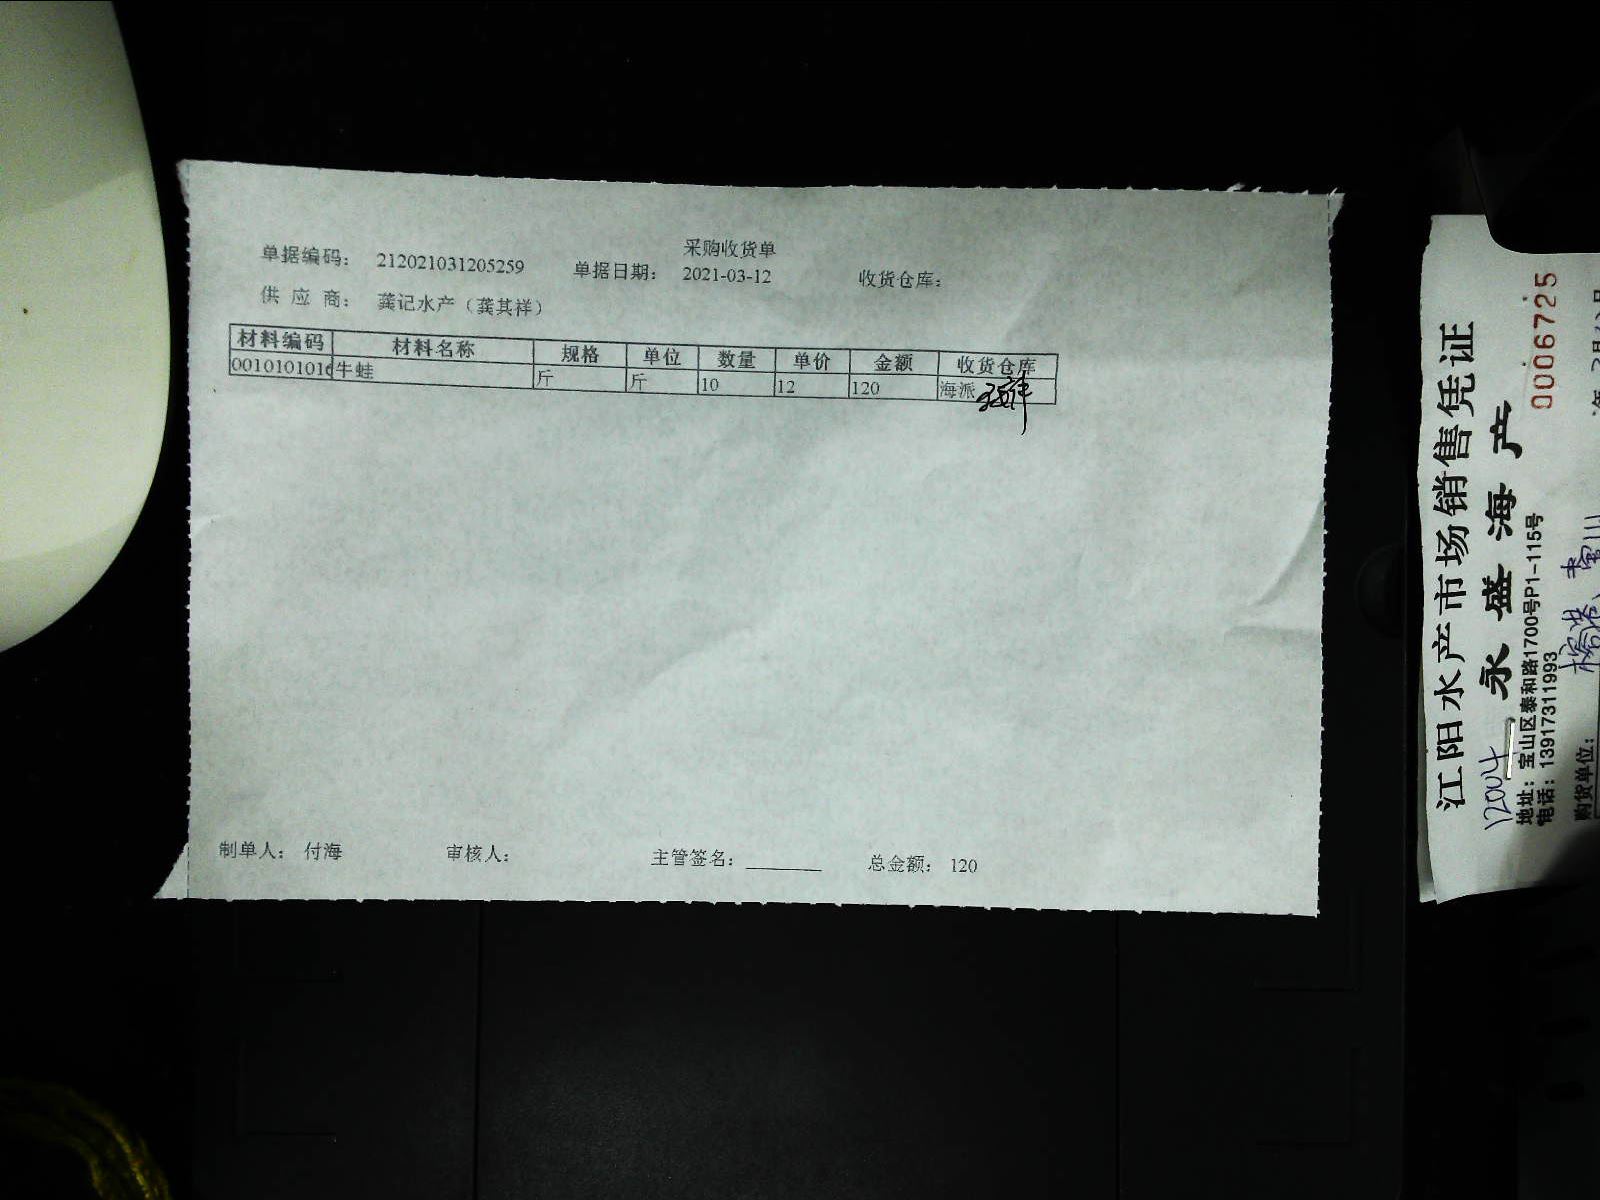 采购收货单
单据编码： 212021031205259 单据日期： 2021-03-12 收货仓库：
供 应 商： 龚记水产（龚其祥）
材料编码 材料名称 规格 单位 数量 单价 金额 收货仓库
001010101 牛蛙 斤 斤 10 12 120 海派
制单人： 付海 审核人： 主管签名： 总金额： 120
江阳水产市场销售凭证
永盛海产
0006725
地址：宝山区泰和路1700号P1-115号
电话：13917311993
购货单位：